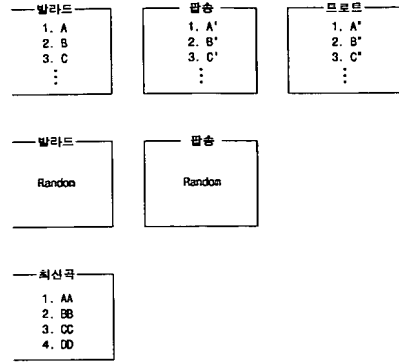 발라드
1. A
2. B
3. C
팝송
1. A'
2. B'
3. C'
트로트
1. A"
2. B"
3. C"
발라드
Random
팝송
Random
최신곡
1. AA
2. BB
3. CC
4. DD